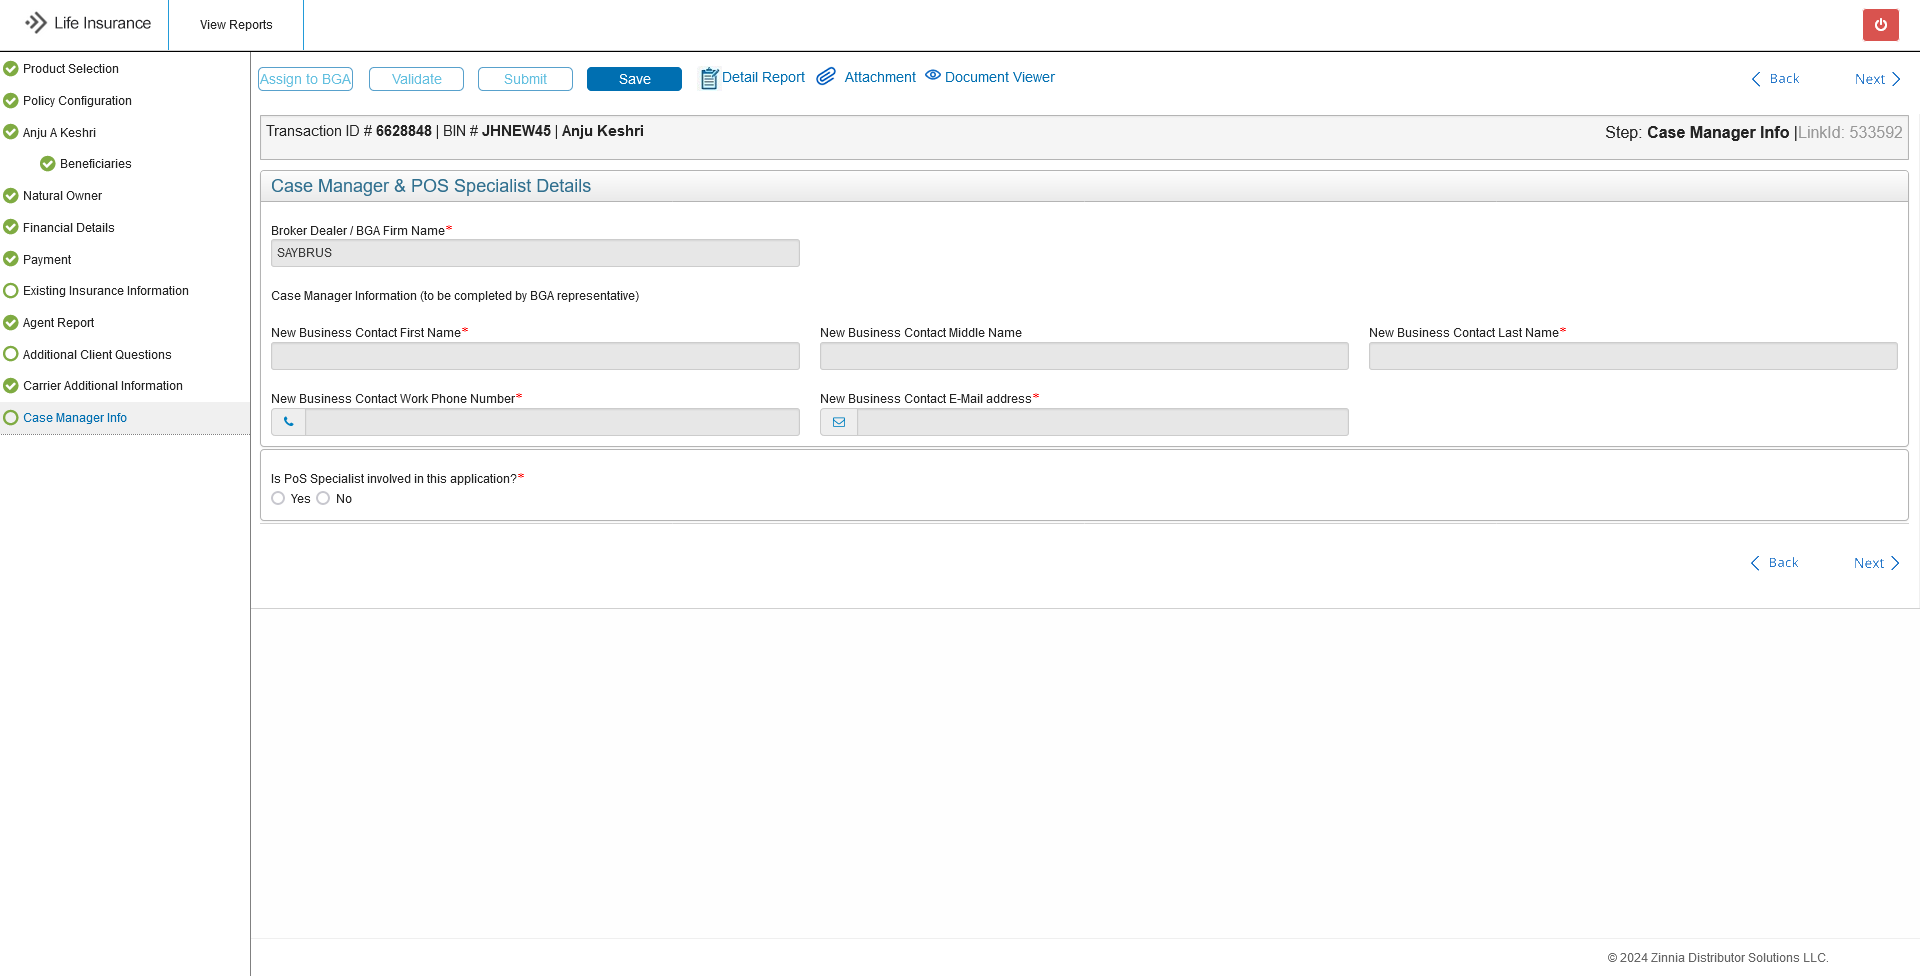 Life Insurance
View Reports
Product Selection
Policy Configuration
Anju A Keshri
Beneficiaries
Natural Owner
Financial Details
Payment
Existing Insurance Information
Agent Report
Additional Client Questions
Carrier Additional Information
Case Manager Info
Assign to BGA Validate Submit Save Detail Report Attachment Document Viewer Back Next
Transaction ID # 6628848 | BIN # JHNEW45 | Anju Keshri Step: Case Manager Info |LinkId: 533592
Case Manager & POS Specialist Details
Broker Dealer / BGA Firm Name*
SAYBRUS
Case Manager Information (to be completed by BGA representative)
New Business Contact First Name* New Business Contact Middle Name New Business Contact Last Name*
New Business Contact Work Phone Number* New Business Contact E-Mail address*
Is PoS Specialist involved in this application?*
Yes No
Back Next
© 2024 Zinnia Distributor Solutions LLC.